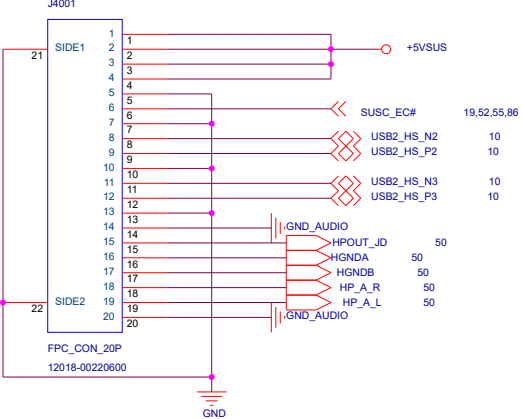 J4001
SIDE1
21
1 1
2 2
3 3
4 4
5 5
6 6
7 7
8 8
9 9
10 10
11 11
12 12
13 13
14 14
15 15
16 16
17 17
18 18
19 19
20 20
SIDE2
22
+5VSUS
SUSC_EC# 19,52,55,86
USB2_HS_N2 10
USB2_HS_P2 10
USB2_HS_N3 10
USB2_HS_P3 10
GND_AUDIO
HPOUT_JD 50
HGNDA 50
HGNDB 50
HP_A_R 50
HP_A_L 50
GND_AUDIO
FPC_CON_20P
12018-00220600
GND